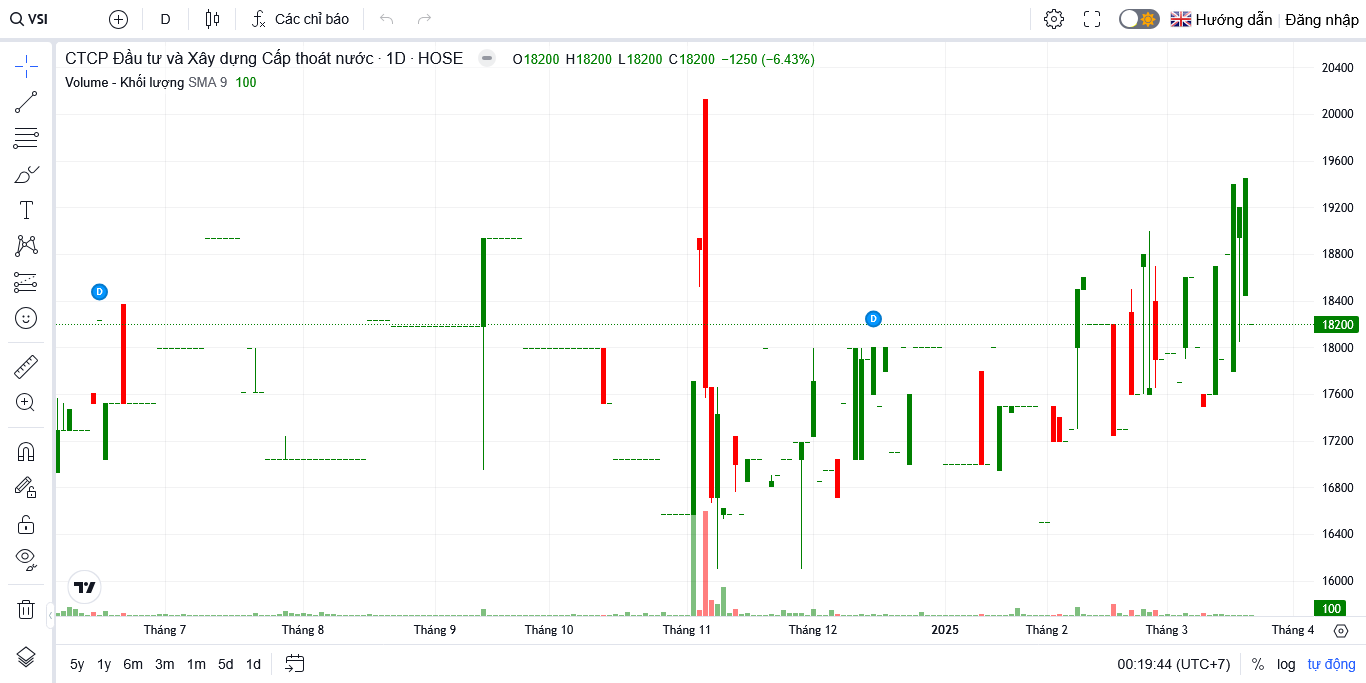 VSI D Các chỉ báo Hướng dẫn Đăng nhập
CTCP Đầu tư và Xây dựng Cấp thoát nước · 1D · HOSE O18200 H18200 L18200 C18200 −1250 (−6.43%)
Volume - Khối lượng SMA 9 100
20400
20000
19600
19200
18800
18400
18200
18000
17600
17200
16800
16400
16000
100
D
D
Tháng 7 Tháng 8 Tháng 9 Tháng 10 Tháng 11 Tháng 12 2025 Tháng 2 Tháng 3 Tháng 4
5y 1y 6m 3m 1m 5d 1d 00:19:44 (UTC+7) % log tự động